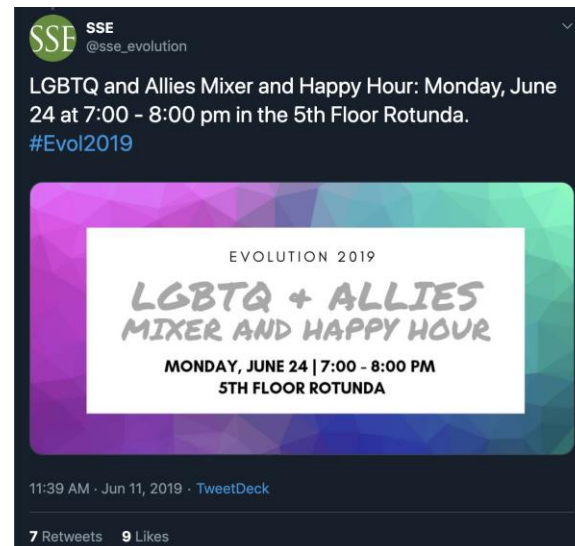 SSE
SSE
@sse_evolution
LGBTQ and Allies Mixer and Happy Hour: Monday, June
24 at 7:00 - 8:00 pm in the 5th Floor Rotunda.
#Evol2019
EVOLUTION 2019
LGBTQ + ALLIES
MIXER AND HAPPY HOUR
MONDAY, JUNE 24 | 7:00 - 8:00 PM
5TH FLOOR ROTUNDA
11:39 AM · Jun 11, 2019 · TweetDeck
7 Retweets 9 Likes